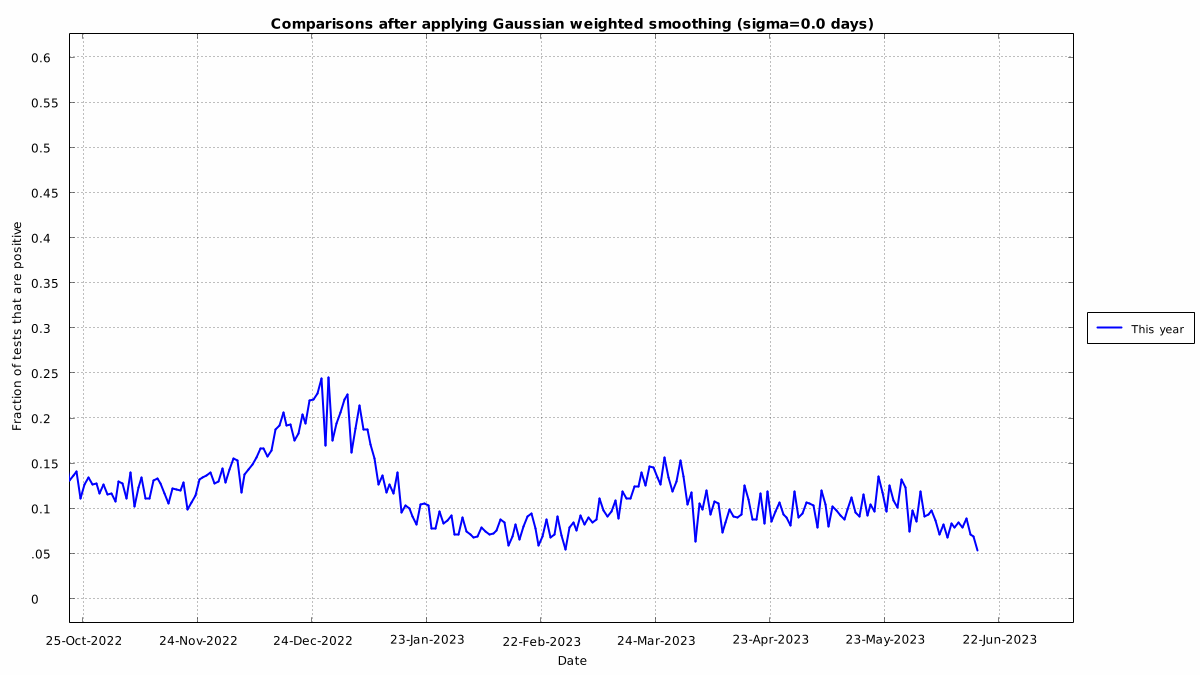 Comparisons after applying Gaussian weighted smoothing (sigma=0.0 days)
Fraction of tests that are positive
0.6
0.55
0.5
0.45
0.4
0.35
0.3
0.25
0.2
0.15
0.1
.05
0
25-Oct-2022
24-Nov-2022
24-Dec-2022
23-Jan-2023
22-Feb-2023
24-Mar-2023
23-Apr-2023
23-May-2023
22-Jun-2023
Date
This year